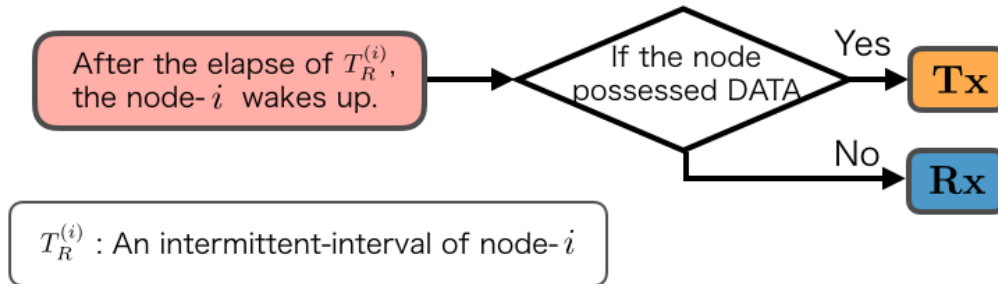 After the elapse of $T_R^{(i)}$,
the node- $i$ wakes up.
If the node
possessed DATA
Yes
Tx
No
Rx
$T_R^{(i)}$ : An intermittent-interval of node- $i$